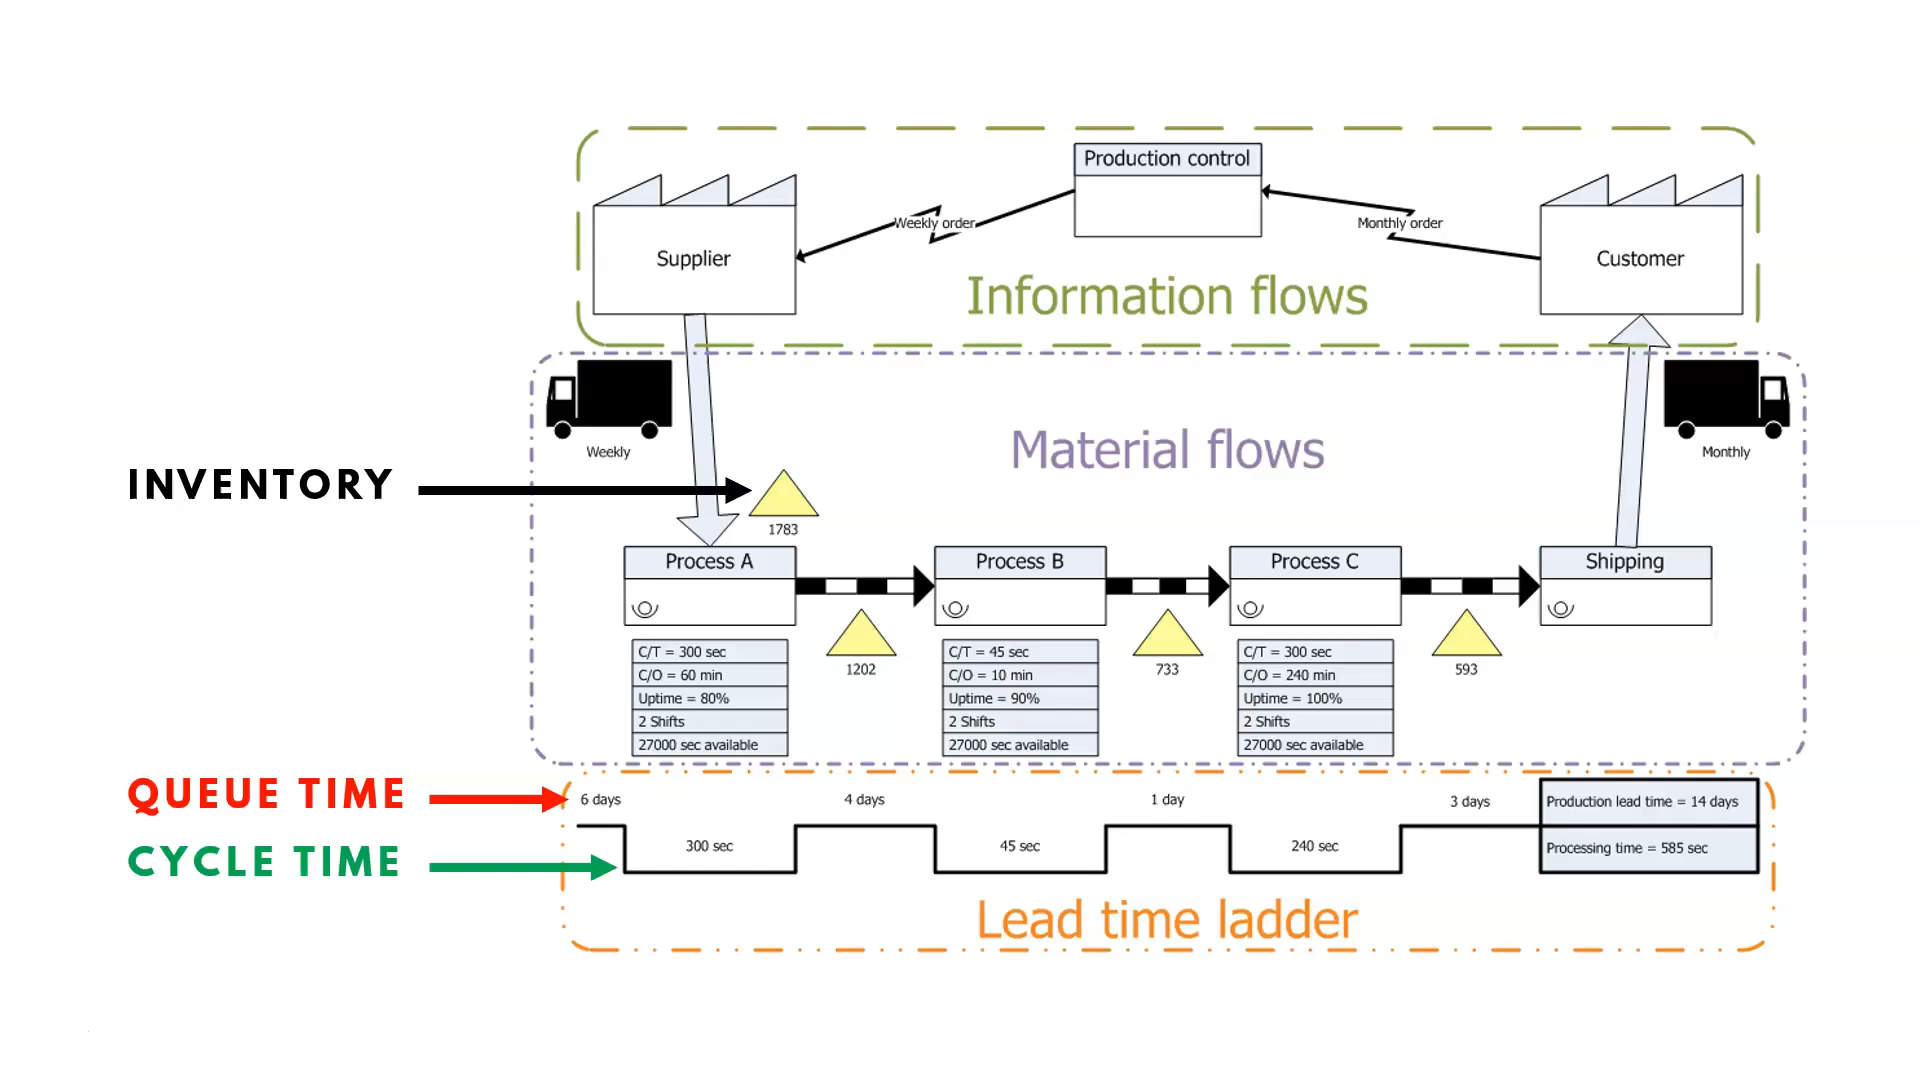 Production control
Weekly order
Monthly order
Supplier
Customer
Information flows
Weekly
Material flows
Monthly
INVENTORY
1783
Process A
Process B
Process C
Shipping
1202
733
593
C/T = 300 sec
C/O = 60 min
Uptime = 80%
2 Shifts
27000 sec available
C/T = 45 sec
C/O = 10 min
Uptime = 90%
2 Shifts
27000 sec available
C/T = 300 sec
C/O = 240 min
Uptime = 100%
2 Shifts
27000 sec available
QUEUE TIME
6 days
4 days
1 day
3 days
Production lead time = 14 days
CYCLE TIME
300 sec
45 sec
240 sec
Processing time = 585 sec
Lead time ladder